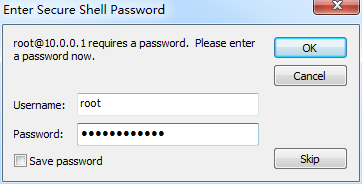 Enter Secure Shell Password
root@10.0.0.1 requires a password. Please enter
a password now.
OK
Cancel
Username: root
Password: ••••••••••••
Save password
Skip